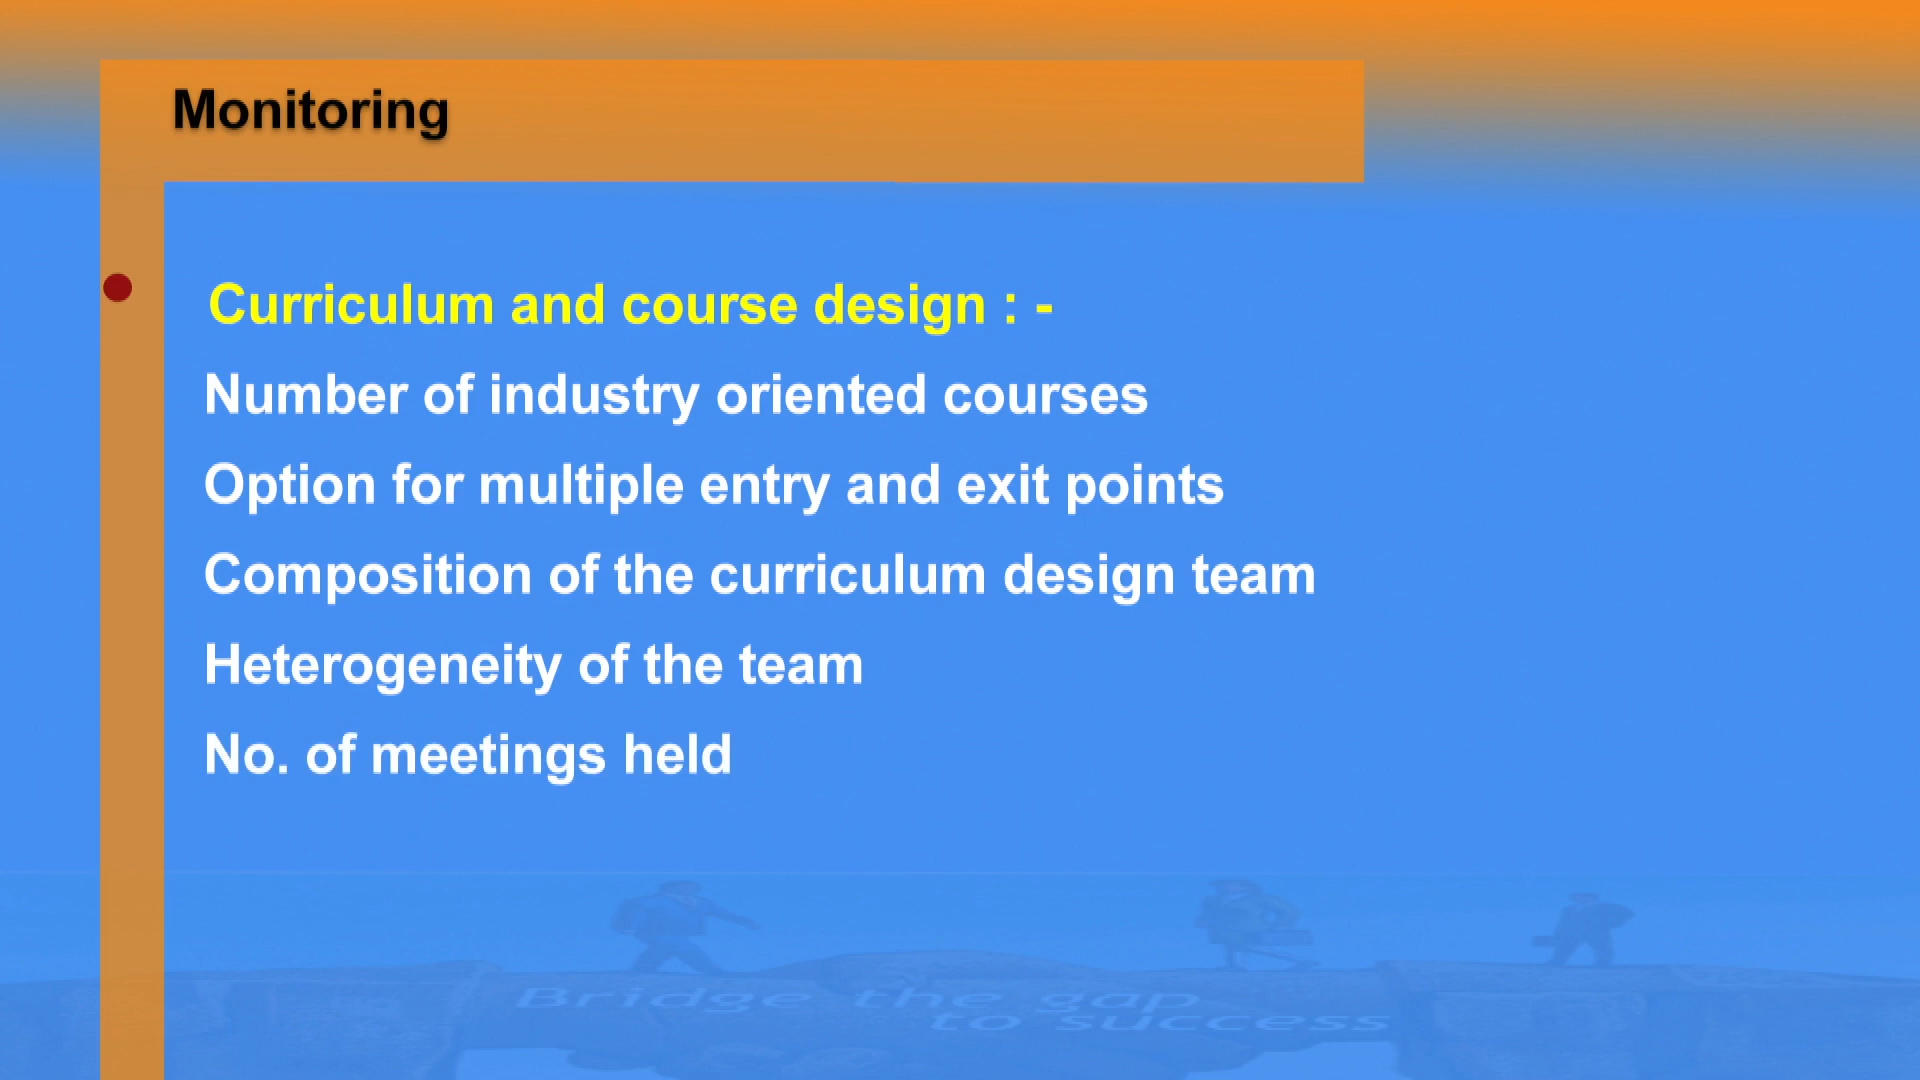 Monitoring
Curriculum and course design : -
Number of industry oriented courses
Option for multiple entry and exit points
Composition of the curriculum design team
Heterogeneity of the team
No. of meetings held
Bridge the gap
to success